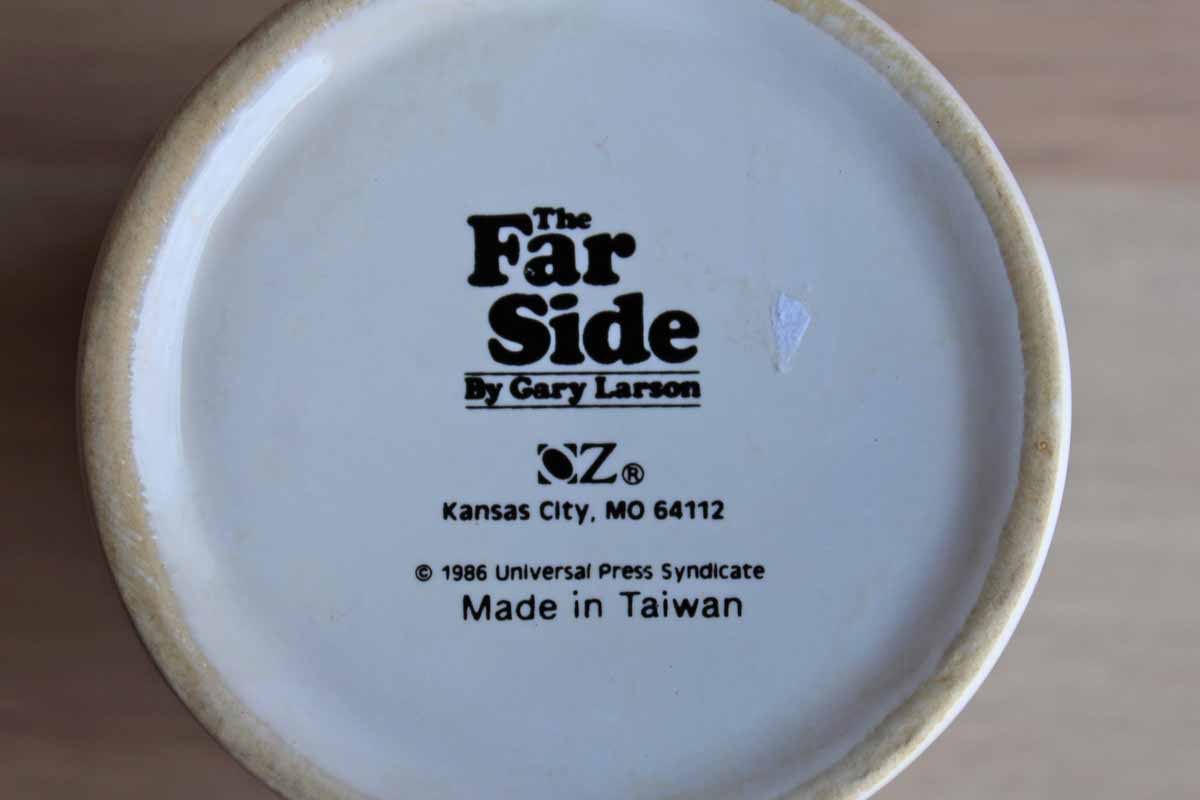 The
Far
Side
By Gary Larson
OZ®
Kansas City, MO 64112
© 1986 Universal Press Syndicate
Made in Taiwan